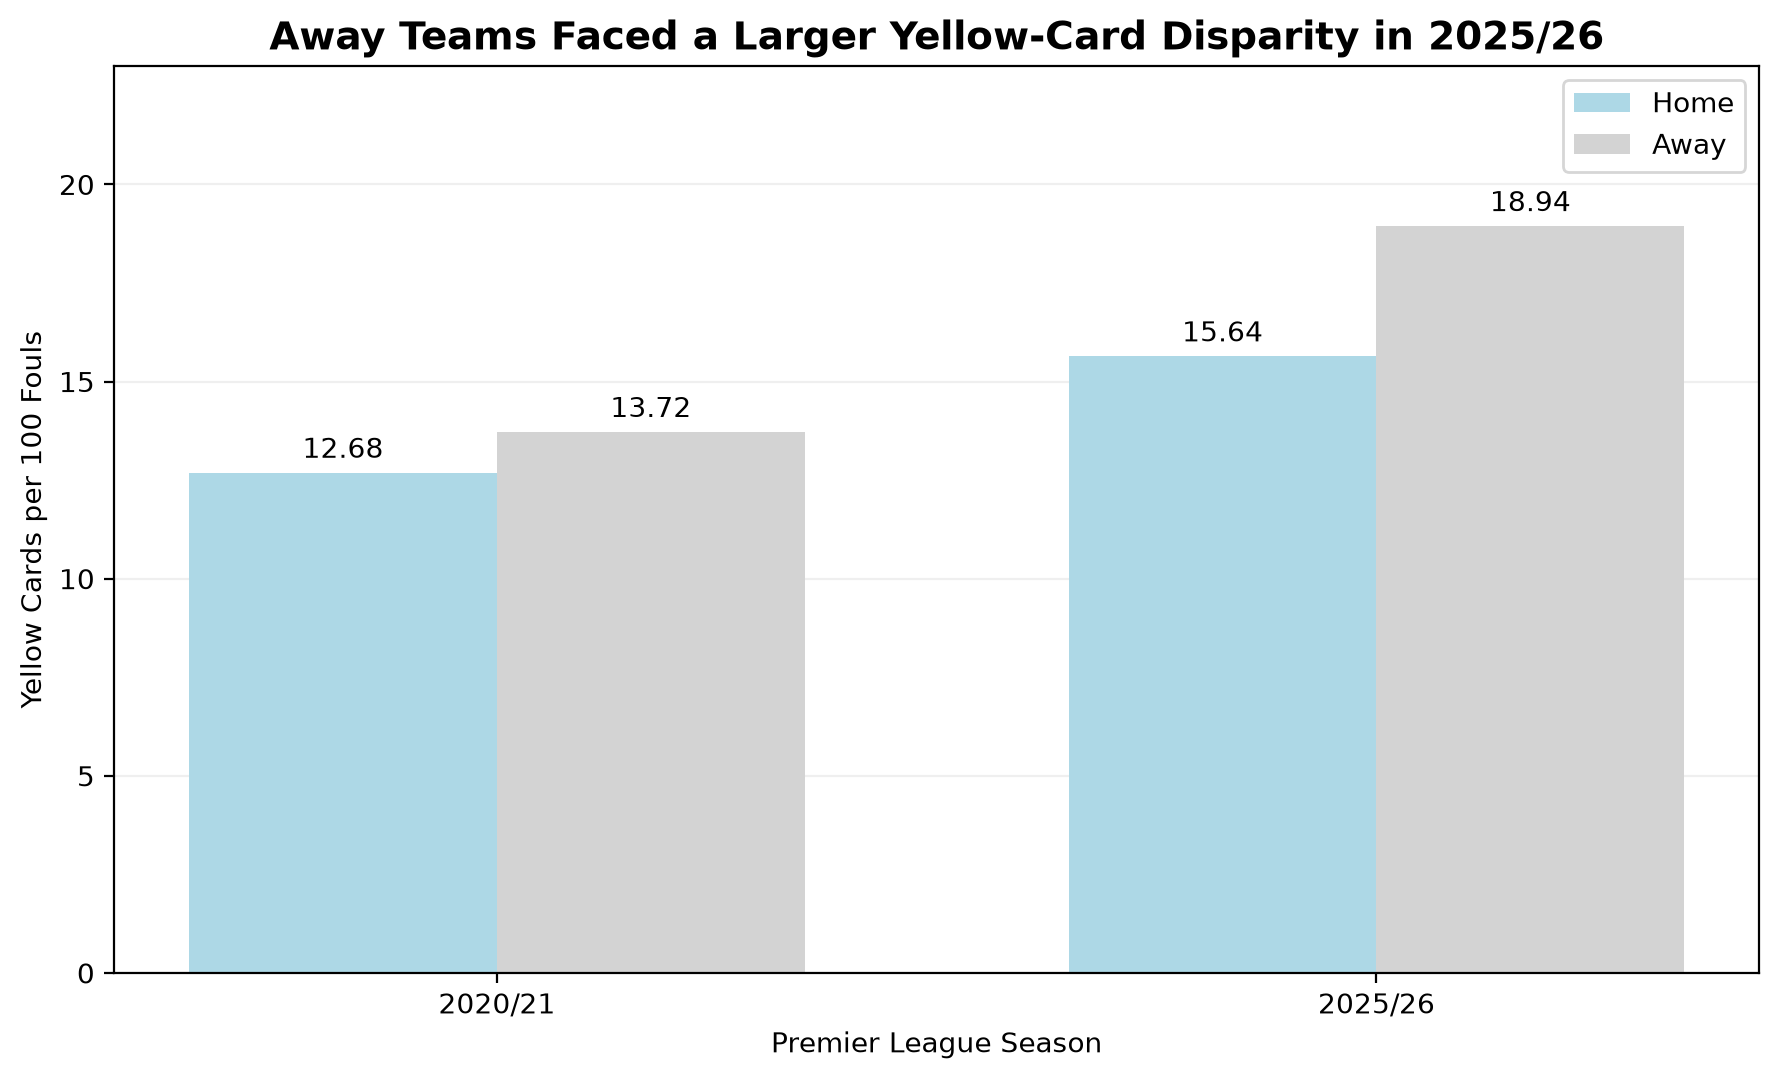 Away Teams Faced a Larger Yellow-Card Disparity in 2025/26
Home
Away
Yellow Cards per 100 Fouls
20
15
10
5
0
12.68
13.72
15.64
18.94
2020/21
2025/26
Premier League Season